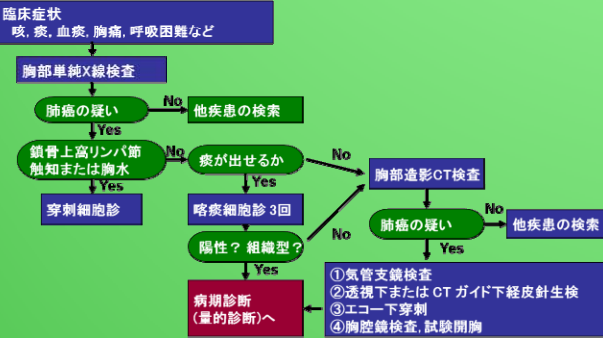 臨床症状
咳, 痰, 血痰, 胸痛, 呼吸困難など
胸部単純X線検査
肺癌の疑い
No
他疾患の検索
Yes
鎖骨上窩リンパ節
触知または胸水
No
痰が出せるか
No
胸部造影CT検査
Yes
Yes
穿刺細胞診
喀痰細胞診 3回
肺癌の疑い
No
他疾患の検索
陽性？ 組織型？
No
Yes
Yes
病期診断
(量的診断)へ
①気管支鏡検査
②透視下または CT ガイド下経皮針生検
③エコー下穿刺
④胸腔鏡検査, 試験開胸